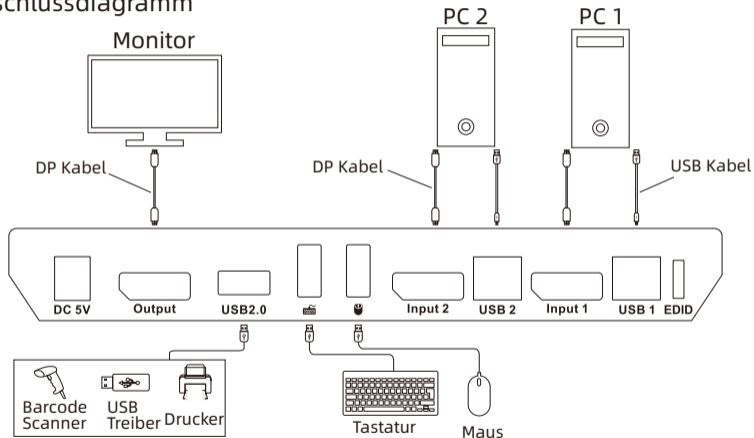 schlussdiagramm
PC 2
PC 1
Monitor
DP Kabel
DP Kabel
USB Kabel
DC 5V
Output
USB2.0
Input 2
USB 2
Input 1
USB 1
EDID
Barcode
Scanner
USB
Treiber
Drucker
Tastatur
Maus